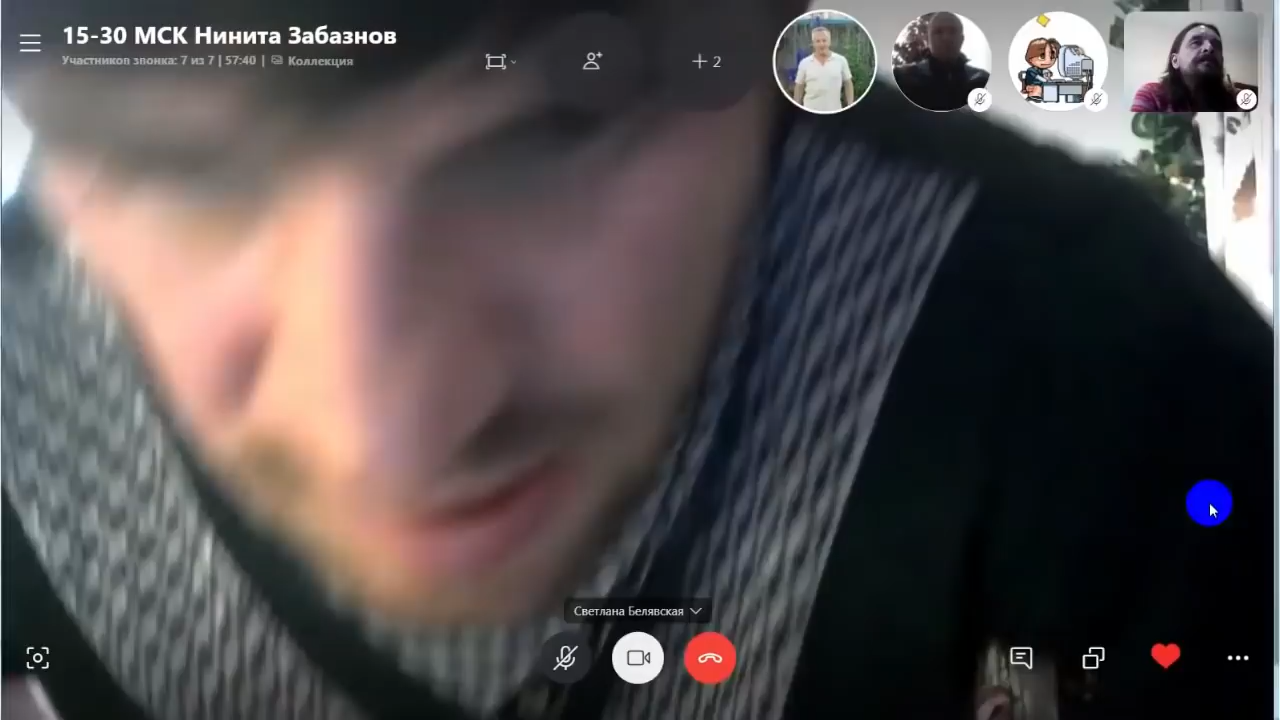 15-30 МСК Нинита Забазнов
Участников звонка: 7 из 7 | 57:40 | Коллекция
+ 2
Светлана Белявская